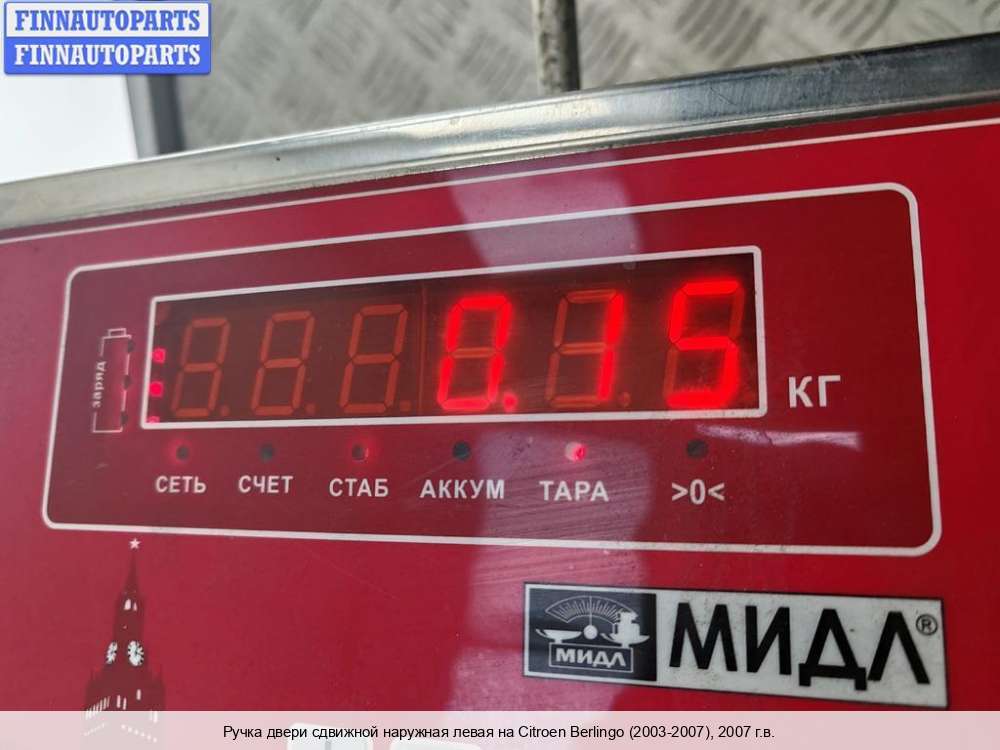 FINNAUTOPARTS
FINNAUTOPARTS
заряд
0.15
КГ
СЕТЬ СЧЕТ СТАБ АККУМ ТАРА >0<
МИДЛ
МИДЛ®
Ручка двери сдвижной наружная левая на Citroen Berlingo (2003-2007), 2007 г.в.